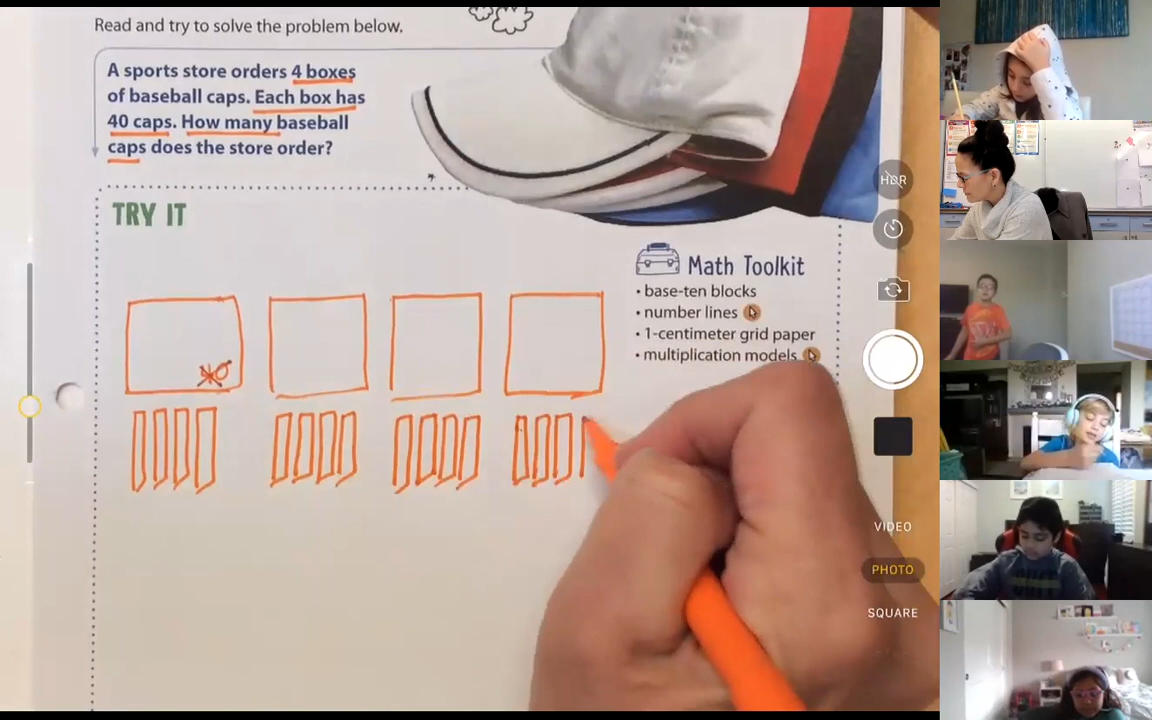 Read and try to solve the problem below.
A sports store orders 4 boxes
of baseball caps. Each box has
40 caps. How many baseball
caps does the store order?
TRY IT
Math Toolkit
• base-ten blocks
• number lines
• 1-centimeter grid paper
• multiplication models
HDR
VIDEO
PHOTO
SQUARE